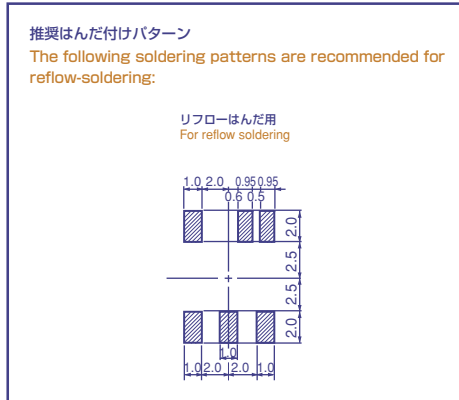 推奨はんだ付けパターン
The following soldering patterns are recommended for
reflow-soldering:
リフローはんだ用
For reflow soldering
1.0 2.0 0.95 0.95
0.6 0.5
2.0
2.5
2.5
2.0
1.0
1.0 2.0 2.0 1.0